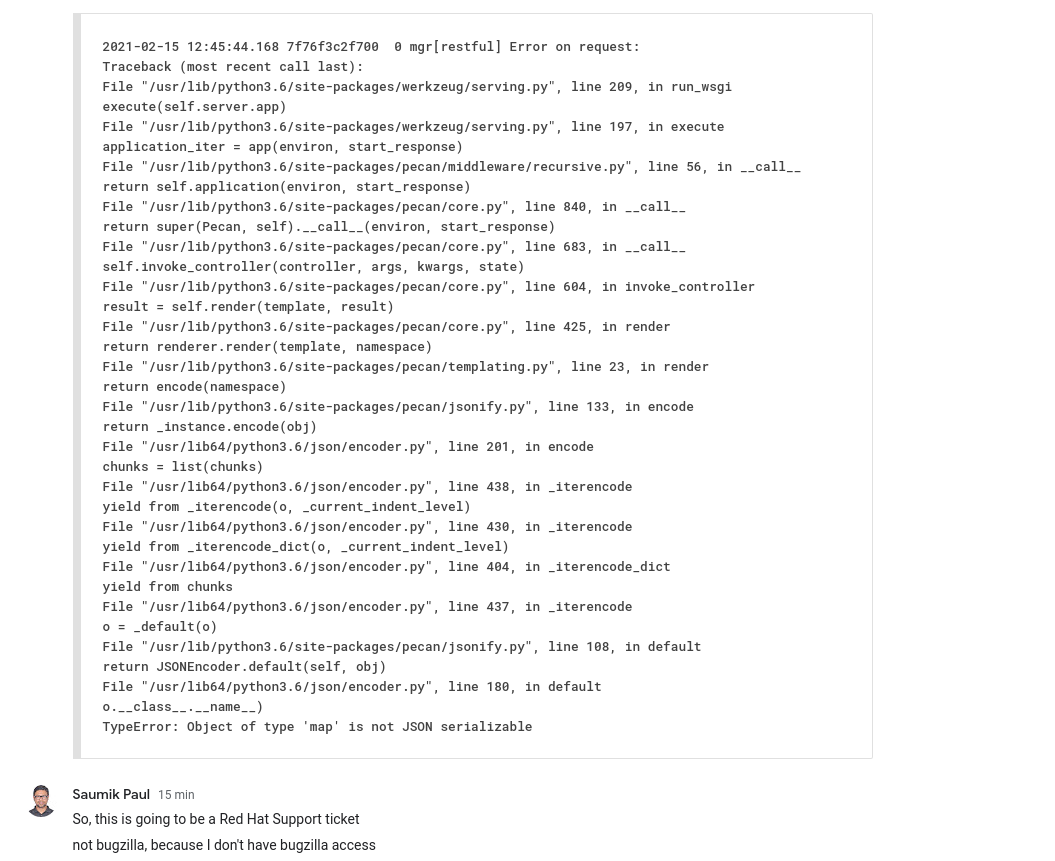 2021-02-15 12:45:44.168 7f76f3c2f700  0 mgr[restful] Error on request:
Traceback (most recent call last):
File "/usr/lib/python3.6/site-packages/werkzeug/serving.py", line 209, in run_wsgi
execute(self.server.app)
File "/usr/lib/python3.6/site-packages/werkzeug/serving.py", line 197, in execute
application_iter = app(environ, start_response)
File "/usr/lib/python3.6/site-packages/pecan/middleware/recursive.py", line 56, in __call__
return self.application(environ, start_response)
File "/usr/lib/python3.6/site-packages/pecan/core.py", line 840, in __call__
return super(Pecan, self).__call__(environ, start_response)
File "/usr/lib/python3.6/site-packages/pecan/core.py", line 683, in __call__
self.invoke_controller(controller, args, kwargs, state)
File "/usr/lib/python3.6/site-packages/pecan/core.py", line 604, in invoke_controller
result = self.render(template, result)
File "/usr/lib/python3.6/site-packages/pecan/core.py", line 425, in render
return renderer.render(template, namespace)
File "/usr/lib/python3.6/site-packages/pecan/templating.py", line 23, in render
return encode(namespace)
File "/usr/lib/python3.6/site-packages/pecan/jsonify.py", line 133, in encode
return _instance.encode(obj)
File "/usr/lib64/python3.6/json/encoder.py", line 201, in encode
chunks = list(chunks)
File "/usr/lib64/python3.6/json/encoder.py", line 438, in _iterencode
yield from _iterencode(o, _current_indent_level)
File "/usr/lib64/python3.6/json/encoder.py", line 430, in _iterencode
yield from _iterencode_dict(o, _current_indent_level)
File "/usr/lib64/python3.6/json/encoder.py", line 404, in _iterencode_dict
yield from chunks
File "/usr/lib64/python3.6/json/encoder.py", line 437, in _iterencode
o = _default(o)
File "/usr/lib/python3.6/site-packages/pecan/jsonify.py", line 108, in default
return JSONEncoder.default(self, obj)
File "/usr/lib64/python3.6/json/encoder.py", line 180, in default
o.__class__.__name__)
TypeError: Object of type 'map' is not JSON serializable
Saumik Paul 15 min
So, this is going to be a Red Hat Support ticket
not bugzilla, because I don't have bugzilla access